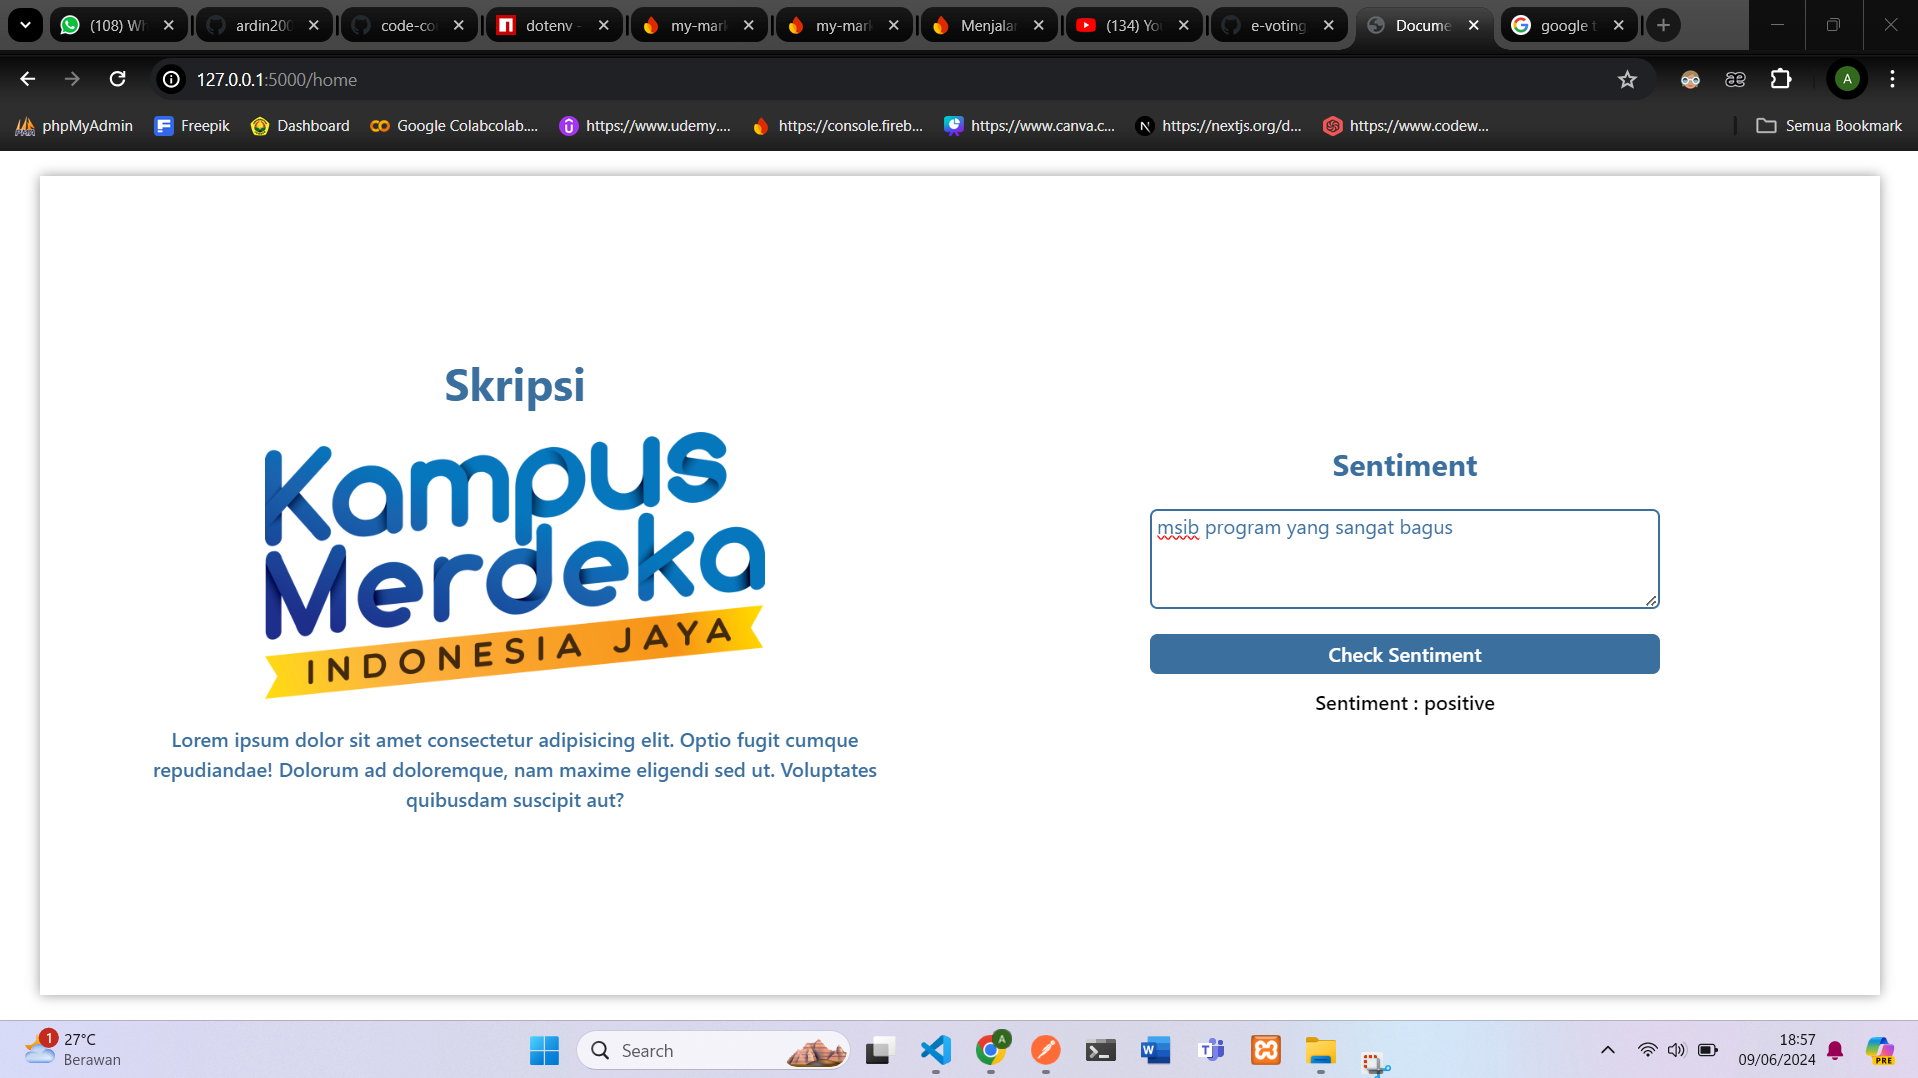 (108) Wh
ardin200
code-co
dotenv -
my-mar
my-mar
Menjalan
(134) Yo
e-voting
Docume
google t
127.0.0.1:5000/home
A
phpMyAdmin
Freepik
Dashboard
Google Colabcolab....
https://www.udemy....
https://console.fireb...
https://www.canva.c...
https://nextjs.org/d...
https://www.codew...
Semua Bookmark
Skripsi
Kampus
Merdeka
INDONESIA JAYA
Lorem ipsum dolor sit amet consectetur adipisicing elit. Optio fugit cumque
repudiandae! Dolorum ad doloremque, nam maxime eligendi sed ut. Voluptates
quibusdam suscipit aut?
Sentiment
msib program yang sangat bagus
Check Sentiment
Sentiment : positive
1
27°C
Berawan
Search
A
18:57
09/06/2024
PRE